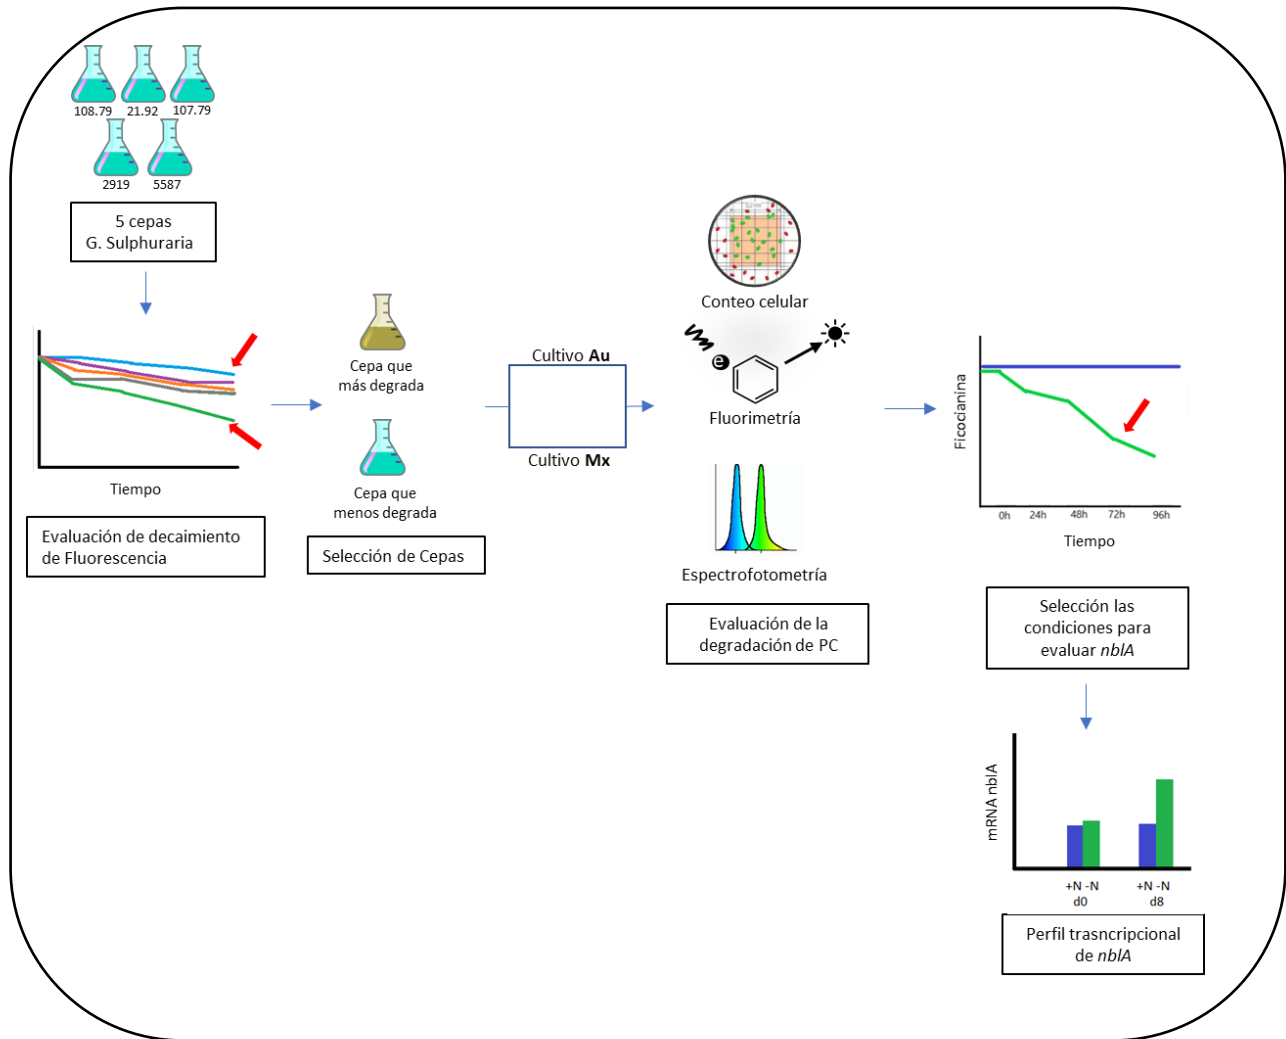 108.79 21.92 107.79
2919 5587
5 cepas
G. Sulphuraria
Tiempo
Evaluación de decaimiento
de Fluorescencia
Cepa que
más degrada
Cepa que
menos degrada
Selección de Cepas
Cultivo Au
Cultivo Mx
Conteo celular
e
Fluorimetría
Espectrofotometría
Evaluación de la
degradación de PC
Ficocianina
0h 24h 48h 72h 96h
Tiempo
Selección las
condiciones para
evaluar nblA
mRNA nblA
+N -N +N -N
d0 d8
Perfil trasncripcional
de nblA